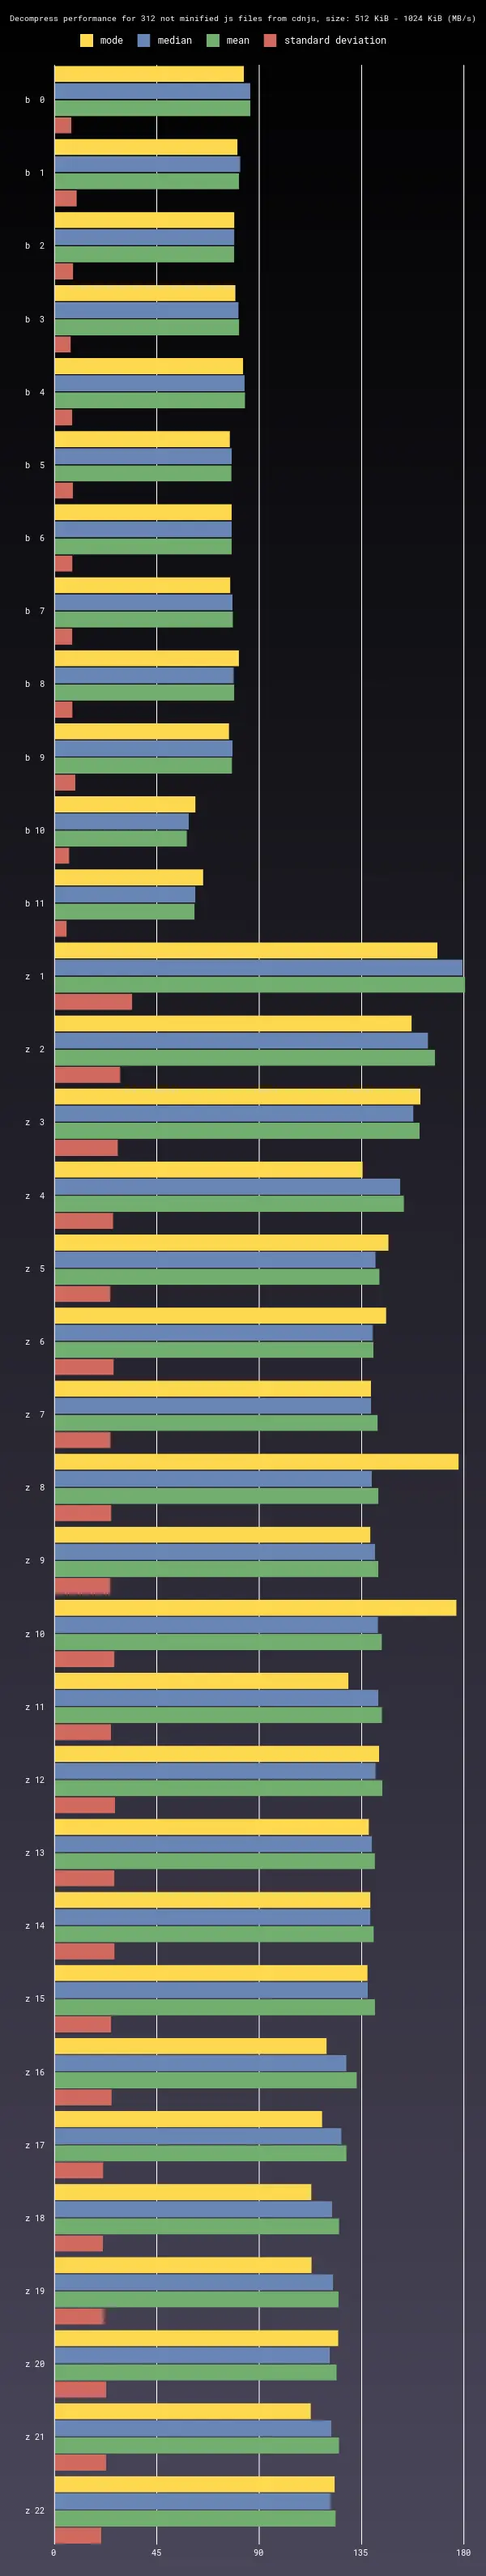 Decompress performance for 312 not minified js files from cdnjs, size: 512 KiB - 1024 KiB (MB/s)
mode median mean standard deviation
b 0
b 1
b 2
b 3
b 4
b 5
b 6
b 7
b 8
b 9
b 10
b 11
z 1
z 2
z 3
z 4
z 5
z 6
z 7
z 8
z 9
z 10
z 11
z 12
z 13
z 14
z 15
z 16
z 17
z 18
z 19
z 20
z 21
z 22
0 45 90 135 180